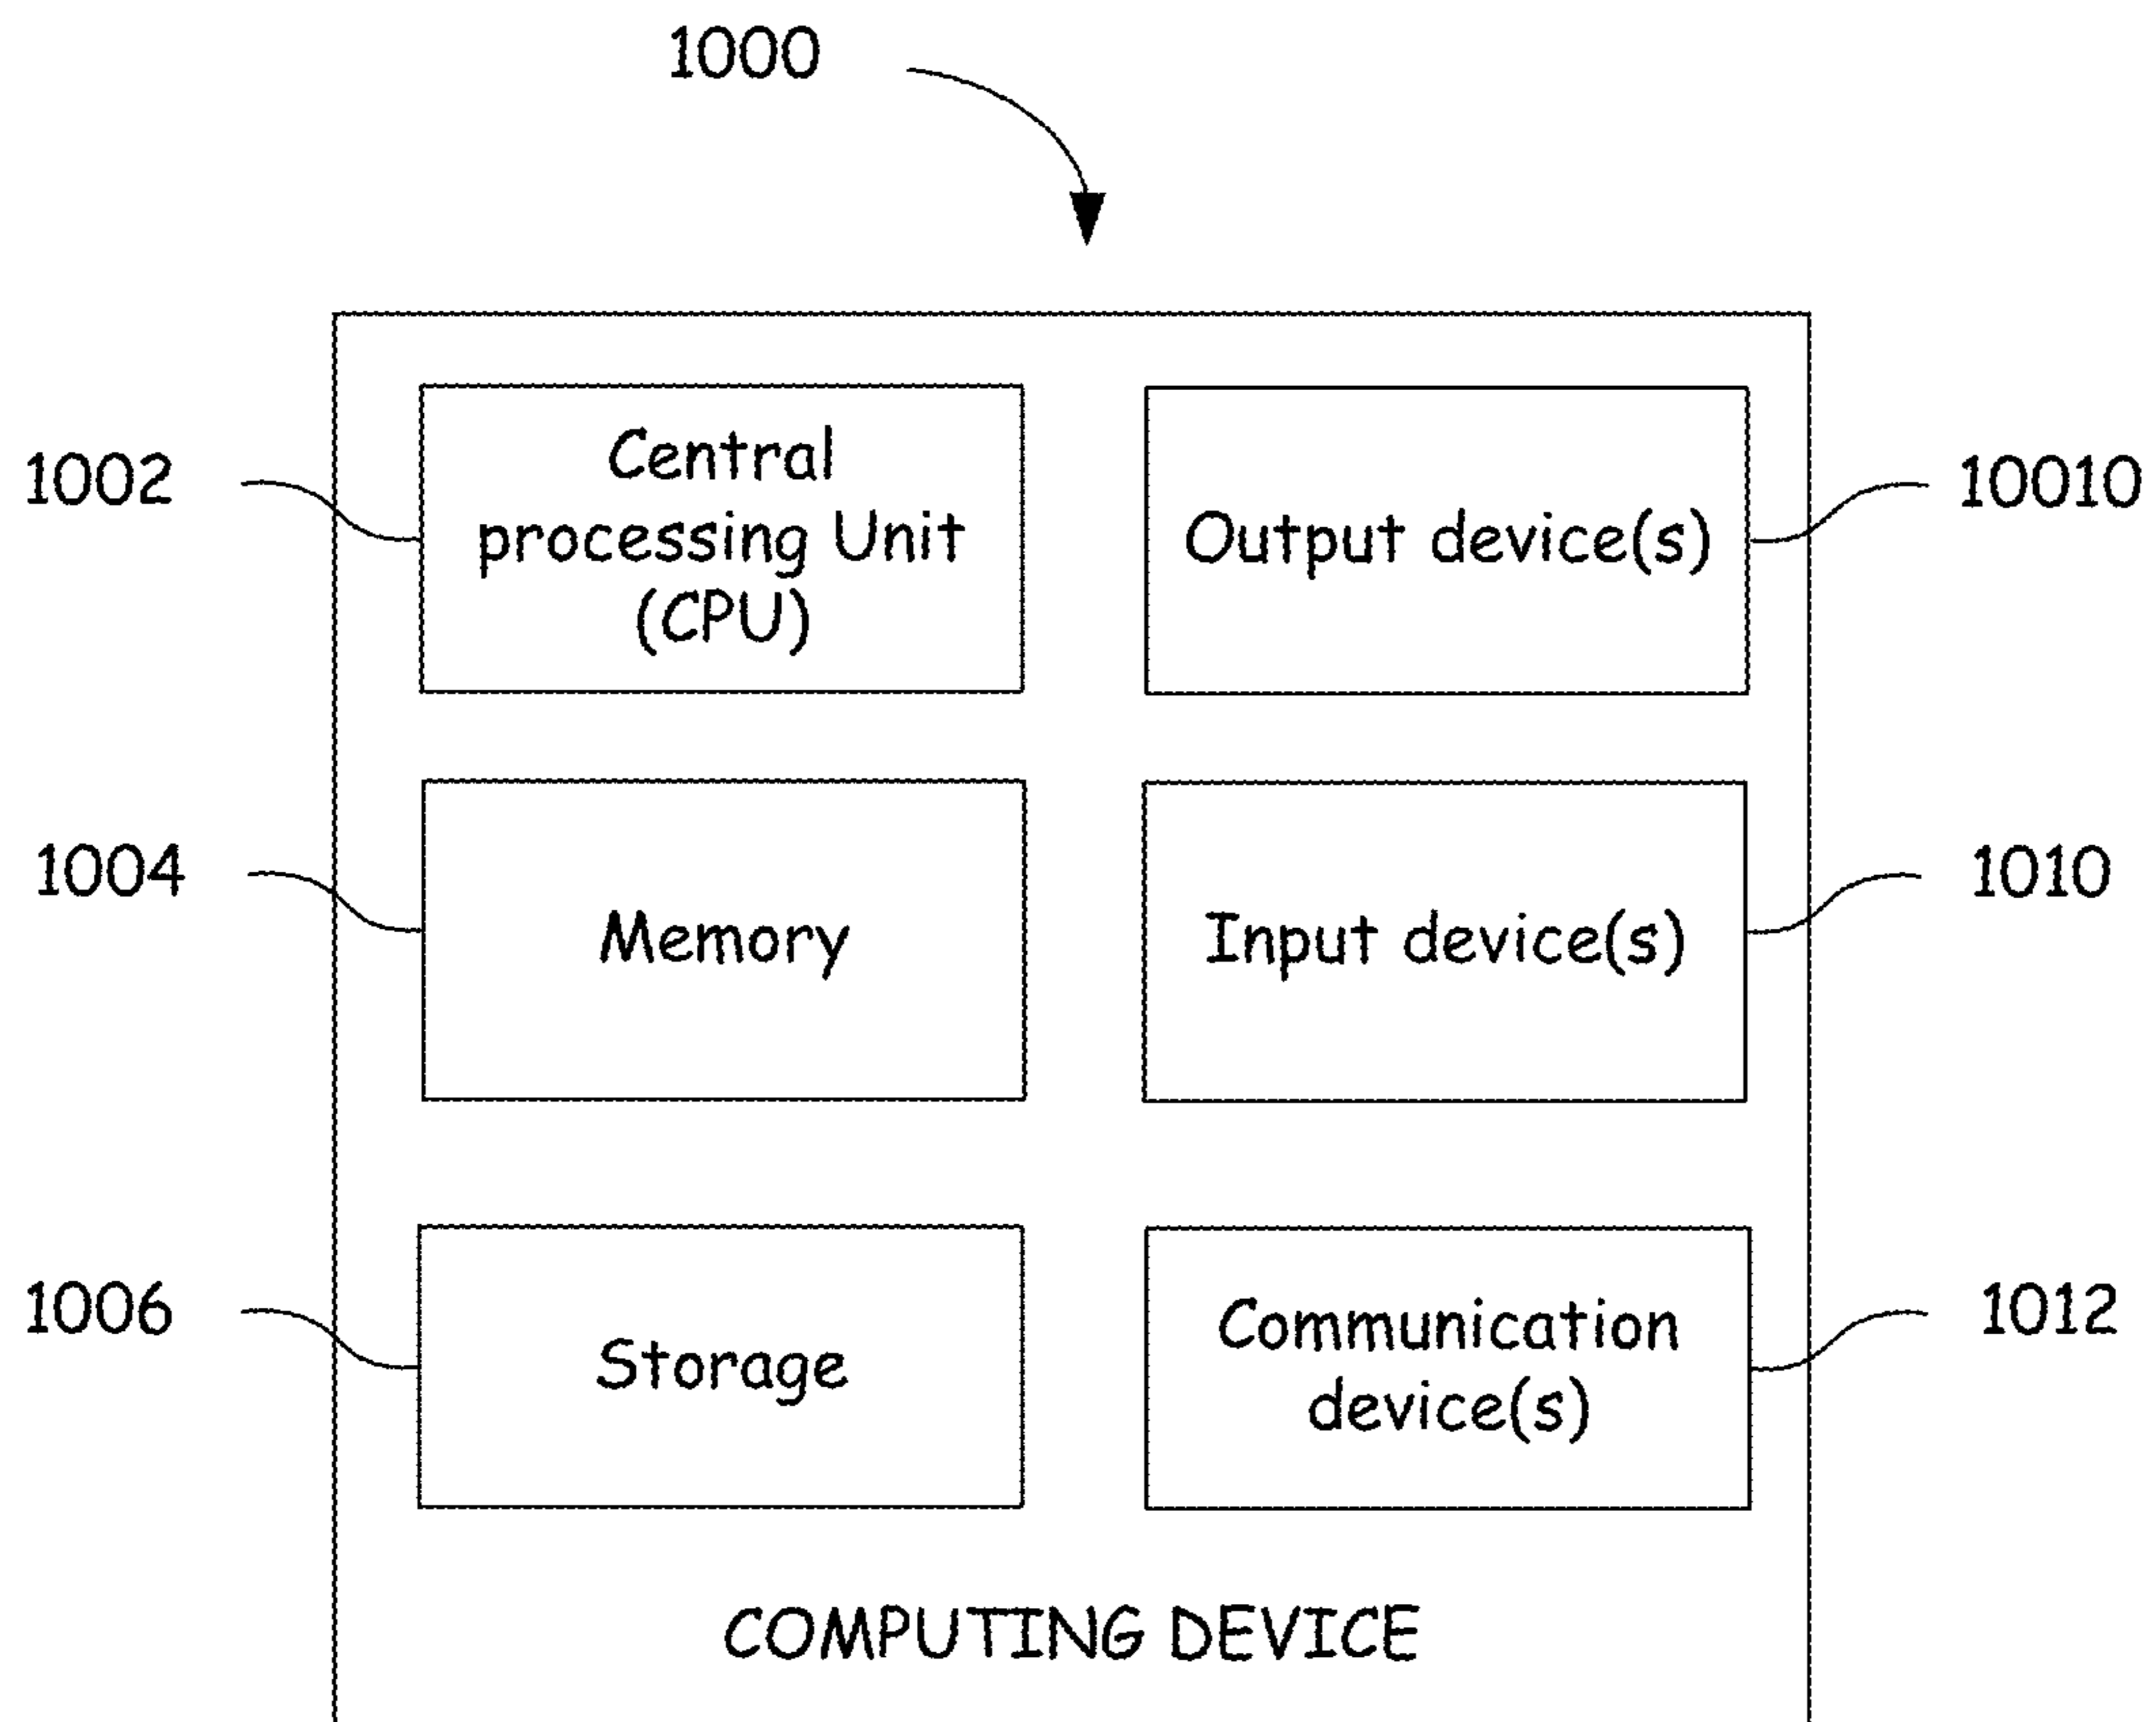 1000
1002
Central
processing Unit
(CPU)
Output device(s)
10010
1004
Memory
Input device(s)
1010
1006
Storage
Communication
device(s)
1012
COMPUTING DEVICE